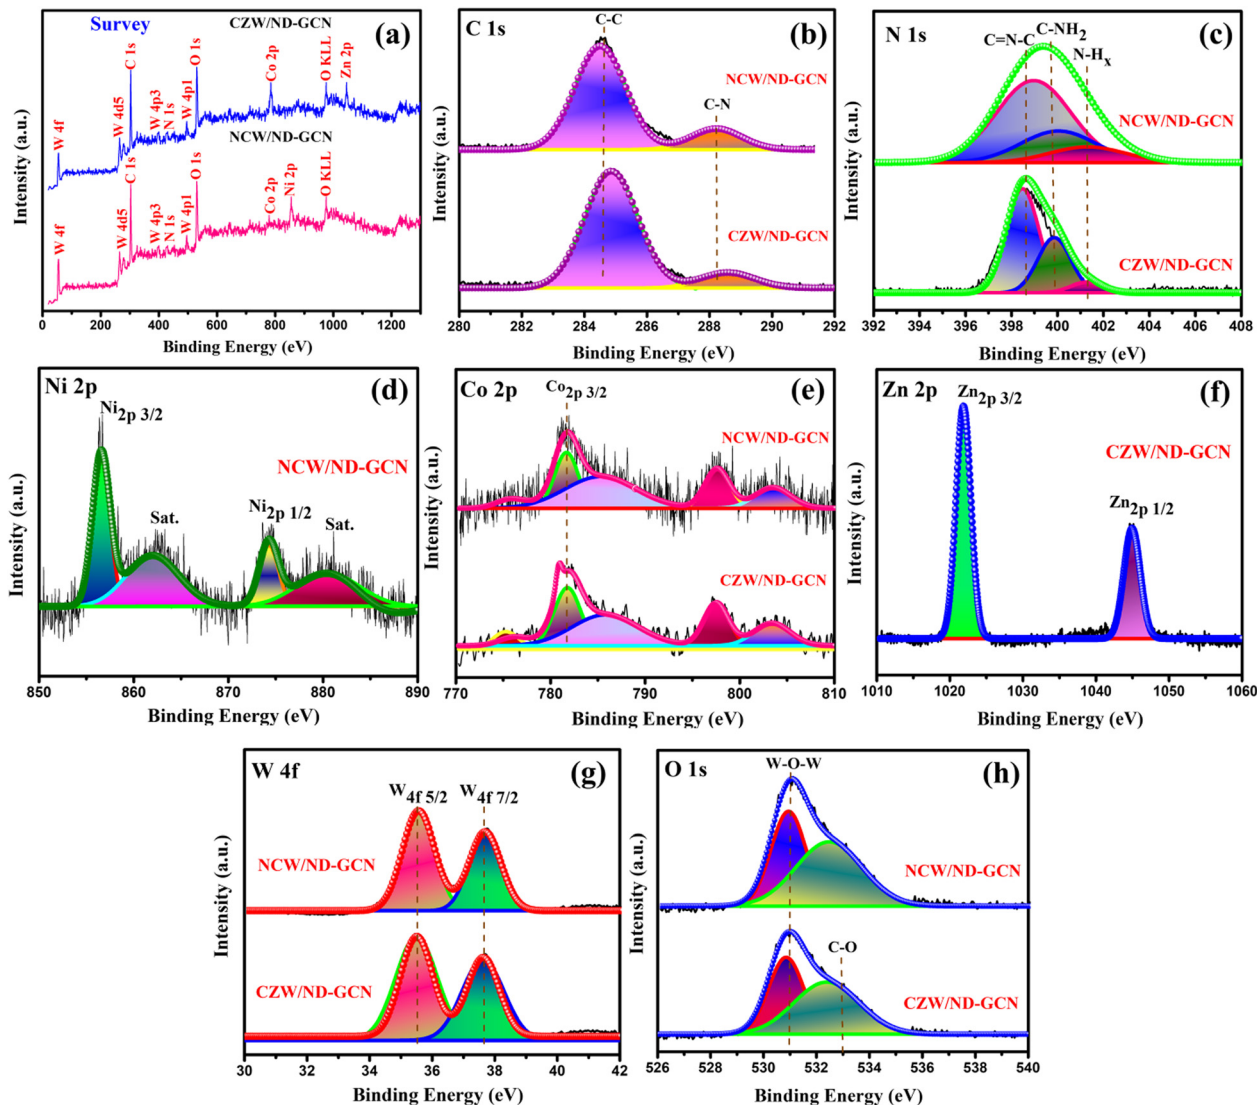 Survey
CZW/ND-GCN
(a)
W 4f
W 4d5
C 1s
W 4p3
N 1s
W 4p1
O 1s
Co 2p
O KLL
Zn 2p
NCW/ND-GCN
W 4f
W 4d5
C 1s
W 4p3
N 1s
W 4p1
O 1s
Co 2p
Ni 2p
O KLL
Intensity (a.u.)
0 200 400 600 800 1000 1200
Binding Energy (eV)
C 1s
C-C
(b)
NCW/ND-GCN
C-N
CZW/ND-GCN
Intensity (a.u.)
280 282 284 286 288 290 292
Binding Energy (eV)
N 1s
C=N-C
C-NH2
N-Hx
(c)
NCW/ND-GCN
CZW/ND-GCN
Intensity (a.u.)
392 394 396 398 400 402 404 406 408
Binding Energy (eV)
Ni 2p
Ni2p 3/2
(d)
NCW/ND-GCN
Sat.
Ni2p 1/2
Sat.
Intensity (a.u.)
850 860 870 880 890
Binding Energy (eV)
Co 2p
Co2p 3/2
(e)
NCW/ND-GCN
CZW/ND-GCN
Intensity (a.u.)
770 780 790 800 810
Binding Energy (eV)
Zn 2p
Zn2p 3/2
(f)
CZW/ND-GCN
Zn2p 1/2
Intensity (a.u.)
1010 1020 1030 1040 1050 1060
Binding Energy (eV)
W 4f
W4f 5/2
W4f 7/2
(g)
NCW/ND-GCN
CZW/ND-GCN
Intensity (a.u.)
30 32 34 36 38 40 42
Binding Energy (eV)
O 1s
W-O-W
(h)
NCW/ND-GCN
C-O
CZW/ND-GCN
Intensity (a.u.)
526 528 530 532 534 536 538 540
Binding Energy (eV)